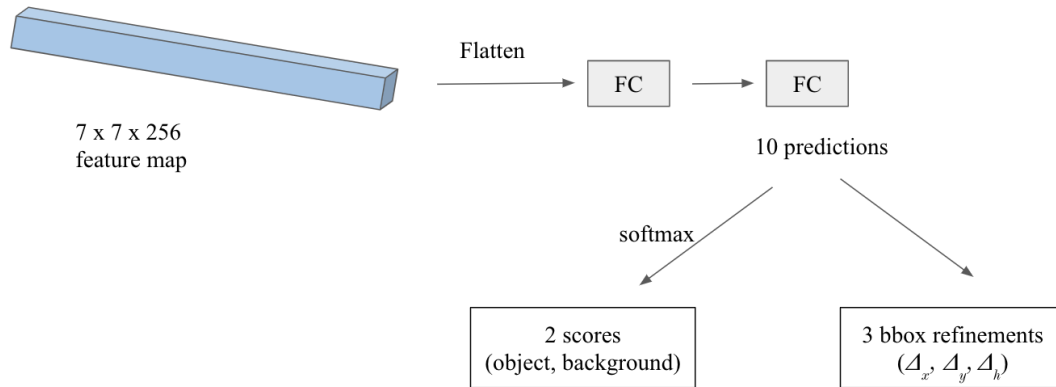 Flatten
FC
FC
7 x 7 x 256
feature map
10 predictions
softmax
2 scores
(object, background)
3 bbox refinements
(Δx, Δy, Δh)